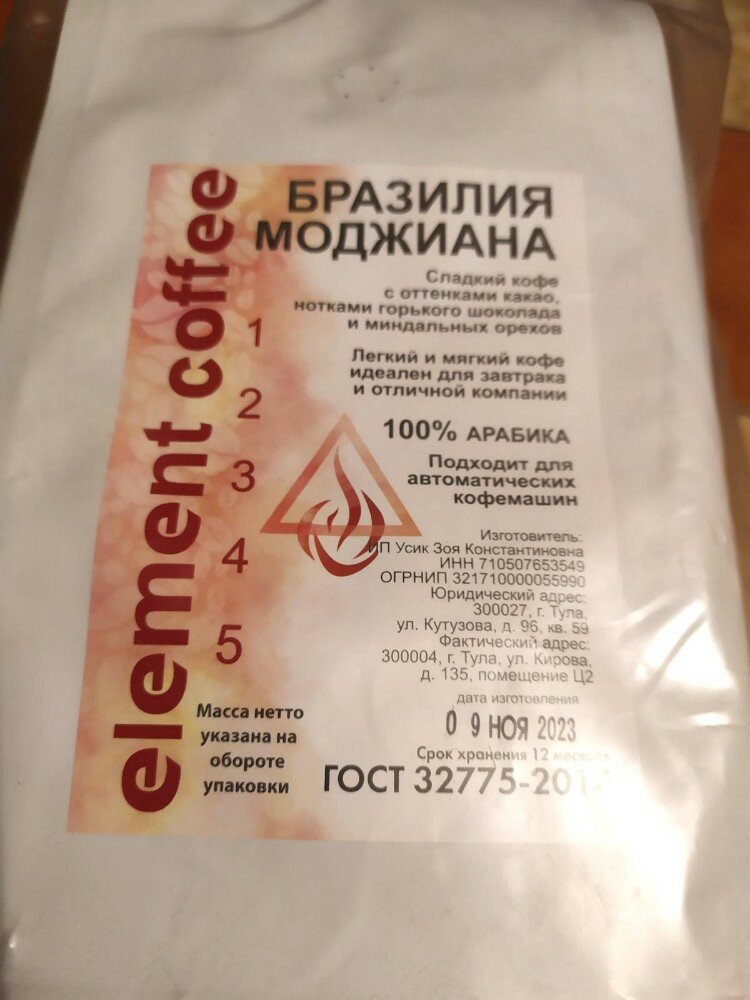 element coffee
БРАЗИЛИЯ
МОДЖИАНА
Сладкий кофе
с оттенками какао,
нотками горького шоколада
и миндальных орехов
Легкий и мягкий кофе
идеален для завтрака
и отличной компании
100% АРАБИКА
Подходит для
автоматических
кофемашин
1
2
3
4
5
Изготовитель:
ИП Усик Зоя Константиновна
ИНН 710507653549
ОГРНИП 321710000055990
Юридический адрес:
300027, г. Тула,
ул. Кутузова, д. 96, кв. 59
Фактический адрес:
300004, г. Тула, ул. Кирова,
д. 135, помещение Ц2
дата изготовления
0 9 НОЯ 2023
Срок хранения 12 месяцев
ГОСТ 32775-2014
Масса нетто
указана на
обороте
упаковки